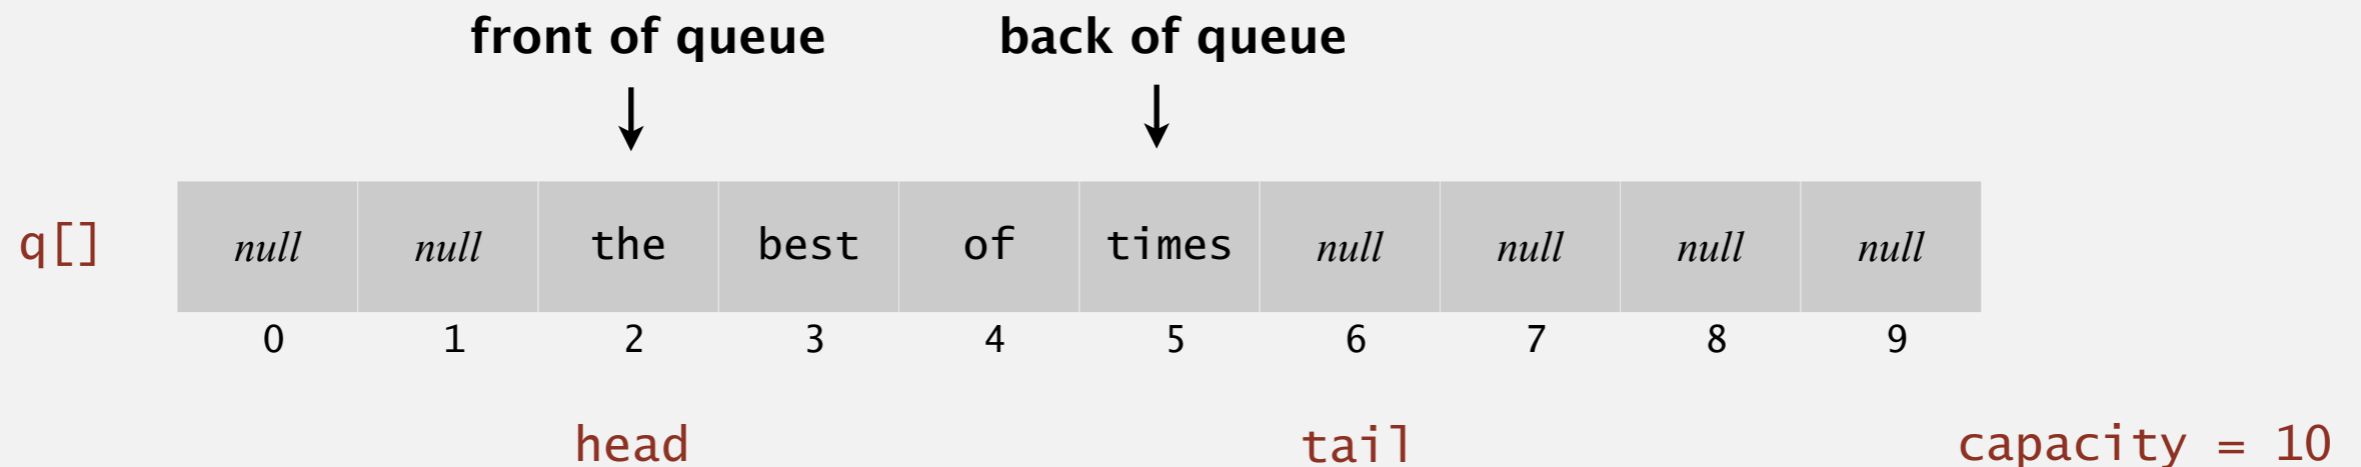 front of queue back of queue
q[] null null the best of times null null null null
0 1 2 3 4 5 6 7 8 9
head tail capacity = 10